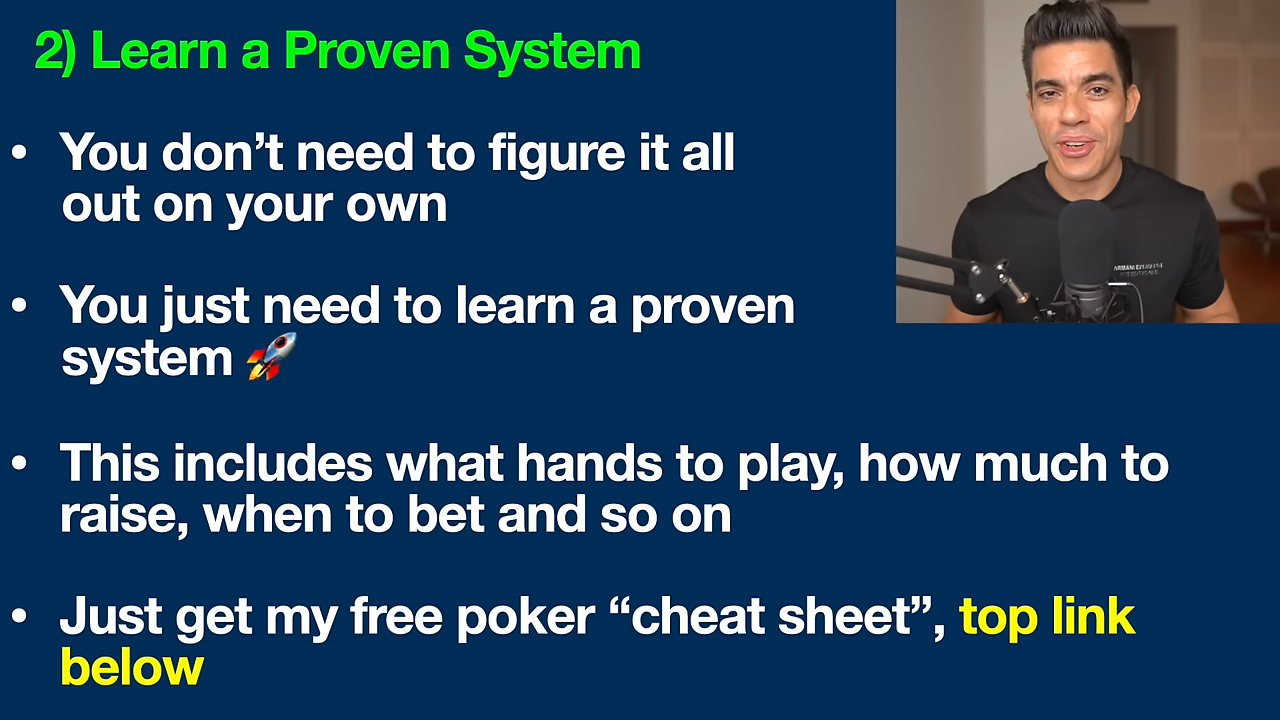 2) Learn a Proven System
• You don’t need to figure it all
out on your own
• You just need to learn a proven
system 🚀
• This includes what hands to play, how much to
raise, when to bet and so on
• Just get my free poker “cheat sheet”, top link
below